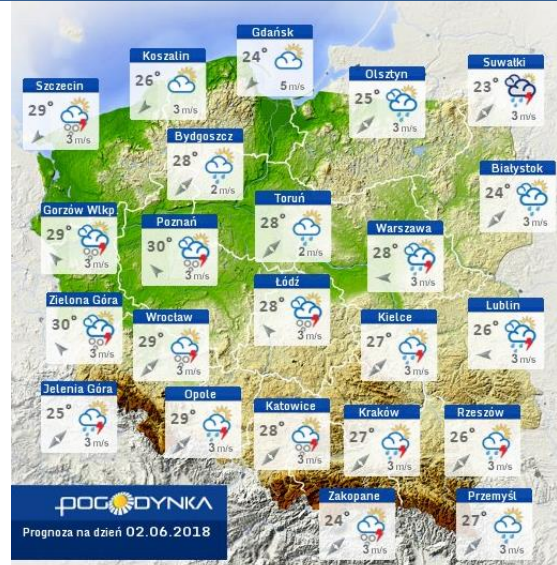 Gdańsk
24°
5 m/s
Koszalin
26°
3 m/s
Suwałki
23°
3 m/s
Olsztyn
25°
3 m/s
Szczecin
29°
3 m/s
Bydgoszcz
28°
2 m/s
Białystok
24°
3 m/s
Toruń
28°
2 m/s
Gorzów Wlkp
29°
3 m/s
Poznań
30°
3 m/s
Warszawa
28°
3 m/s
Łódź
28°
3 m/s
Zielona Góra
30°
3 m/s
Wrocław
29°
3 m/s
Kielce
27°
3 m/s
Lublin
26°
3 m/s
Jelenia Góra
25°
3 m/s
Opole
29°
3 m/s
Katowice
28°
3 m/s
Kraków
27°
3 m/s
Rzeszów
26°
3 m/s
Zakopane
24°
3 m/s
Przemyśl
27°
3 m/s
POGODYNKA
Prognoza na dzień 02.06.2018